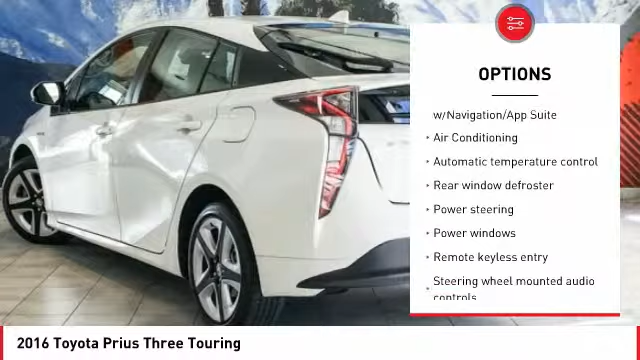 OPTIONS
w/Navigation/App Suite
• Air Conditioning
• Automatic temperature control
• Rear window defroster
• Power steering
• Power windows
• Remote keyless entry
• Steering wheel mounted audio
controls
2016 Toyota Prius Three Touring